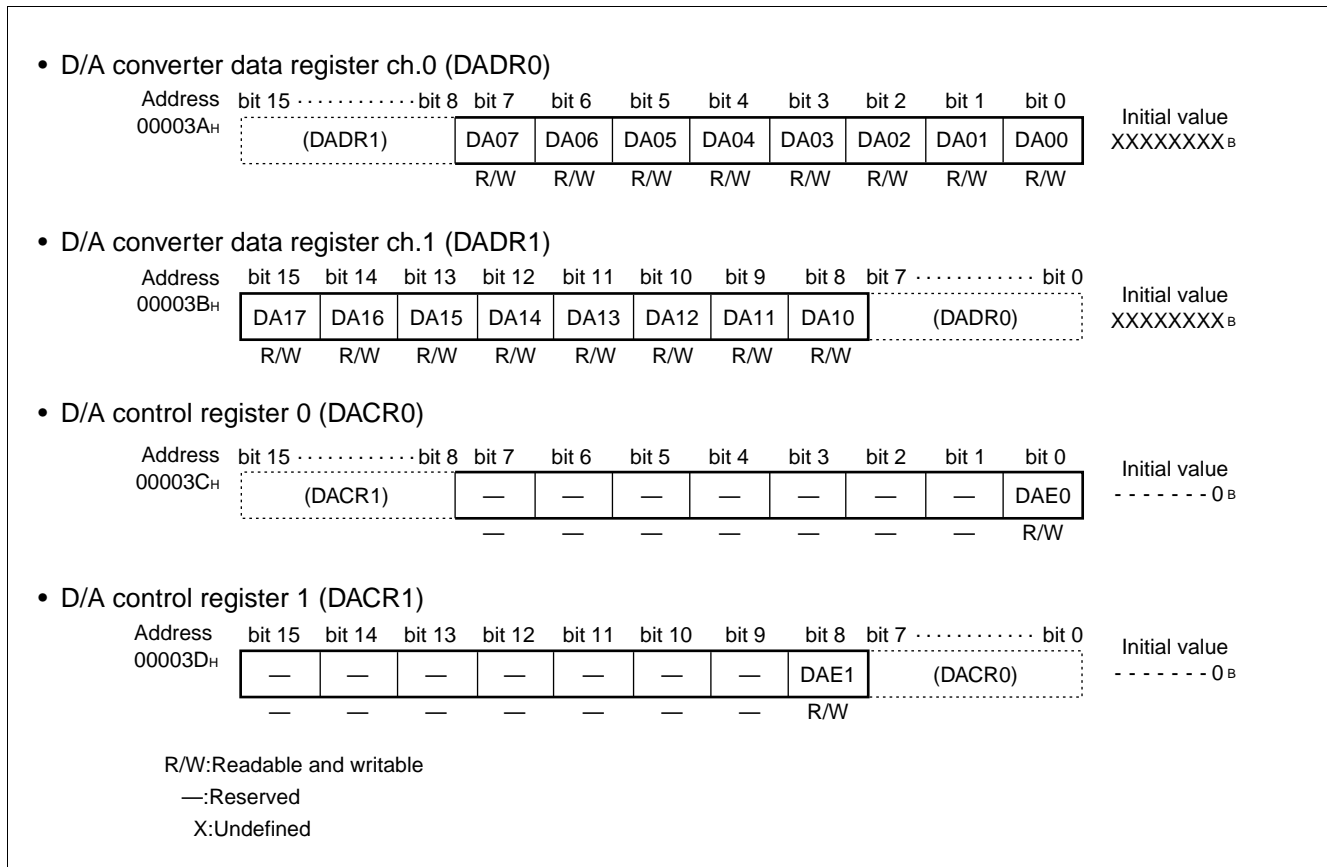 • D/A converter data register ch.0 (DADR0)
Address bit 15 ············bit 8 bit 7 bit 6 bit 5 bit 4 bit 3 bit 2 bit 1 bit 0
00003AH (DADR1) DA07 DA06 DA05 DA04 DA03 DA02 DA01 DA00 Initial value
XXXXXXXX B
R/W R/W R/W R/W R/W R/W R/W R/W
• D/A converter data register ch.1 (DADR1)
Address bit 15 bit 14 bit 13 bit 12 bit 11 bit 10 bit 9 bit 8 bit 7 ············ bit 0
00003BH DA17 DA16 DA15 DA14 DA13 DA12 DA11 DA10 (DADR0) Initial value
XXXXXXXX B
R/W R/W R/W R/W R/W R/W R/W R/W
• D/A control register 0 (DACR0)
Address bit 15 ············bit 8 bit 7 bit 6 bit 5 bit 4 bit 3 bit 2 bit 1 bit 0
00003CH (DACR1) — — — — — — — DAE0 Initial value
- - - - - - - 0 B
— — — — — — — R/W
• D/A control register 1 (DACR1)
Address bit 15 bit 14 bit 13 bit 12 bit 11 bit 10 bit 9 bit 8 bit 7 ············ bit 0
00003DH — — — — — — — DAE1 (DACR0) Initial value
- - - - - - - 0 B
— — — — — — — R/W
R/W:Readable and writable
—:Reserved
X:Undefined